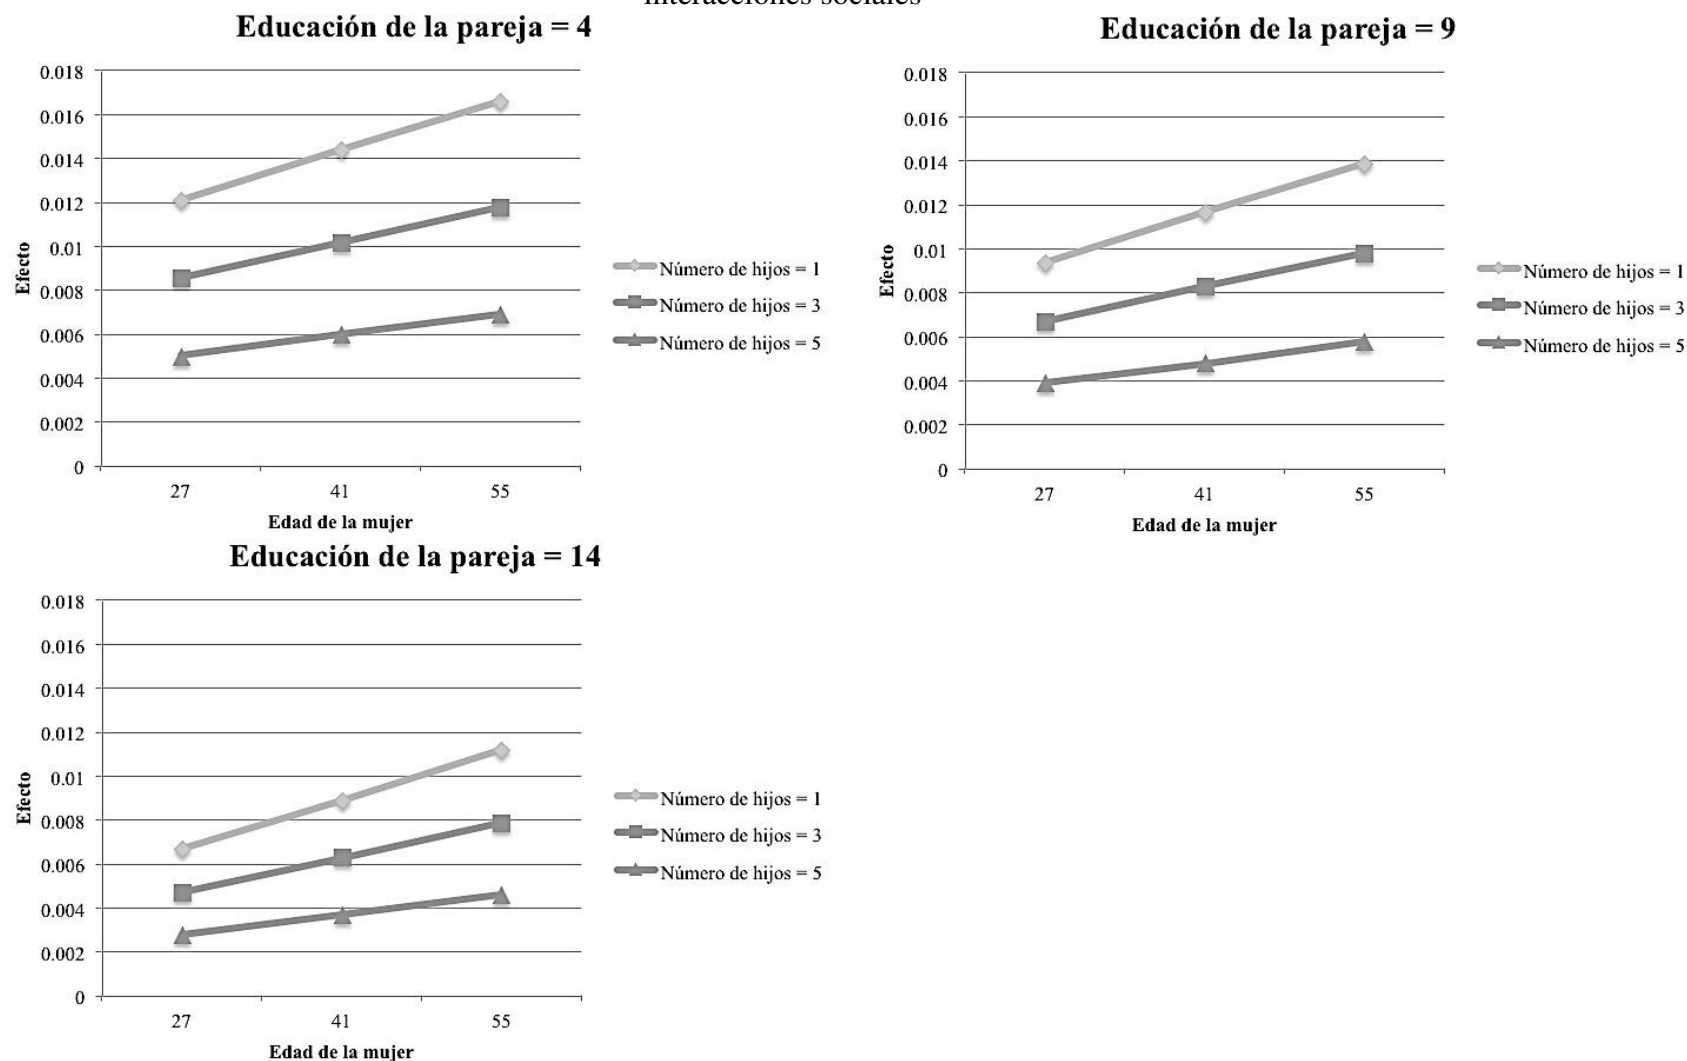 interacciones sociales
Educación de la pareja = 4
0.018
0.016
0.014
0.012
0.01
0.008
0.006
0.004
0.002
0
Efecto
27 41 55
Edad de la mujer
Número de hijos = 1
Número de hijos = 3
Número de hijos = 5
Educación de la pareja = 9
0.018
0.016
0.014
0.012
0.01
0.008
0.006
0.004
0.002
0
Efecto
27 41 55
Edad de la mujer
Número de hijos = 1
Número de hijos = 3
Número de hijos = 5
Educación de la pareja = 14
0.018
0.016
0.014
0.012
0.01
0.008
0.006
0.004
0.002
0
Efecto
27 41 55
Edad de la mujer
Número de hijos = 1
Número de hijos = 3
Número de hijos = 5